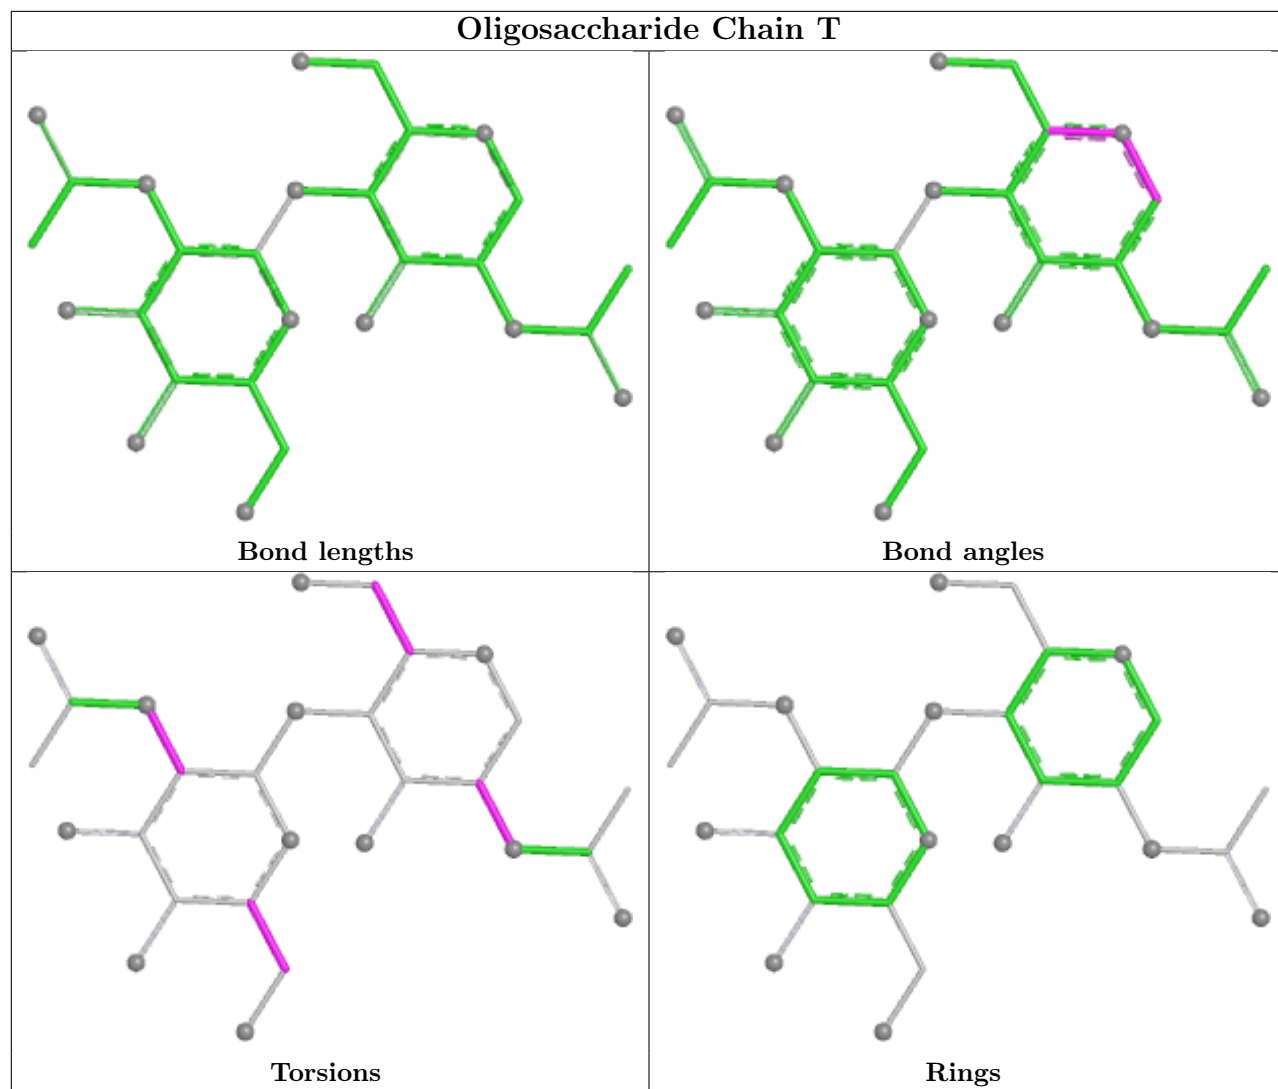 Oligosaccharide Chain T
Bond lengths
Bond angles
Torsions
Rings